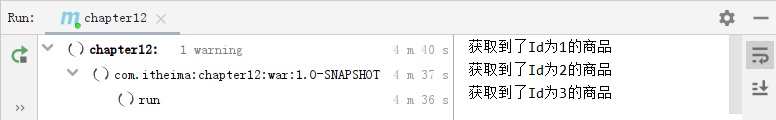 Run: chapter12 ×
chapter12: 1 warning 4 m 40 s
com.itheima:chapter12:war:1.0-SNAPSHOT 4 m 37 s
run 4 m 36 s
获取到了Id为1的商品
获取到了Id为2的商品
获取到了Id为3的商品